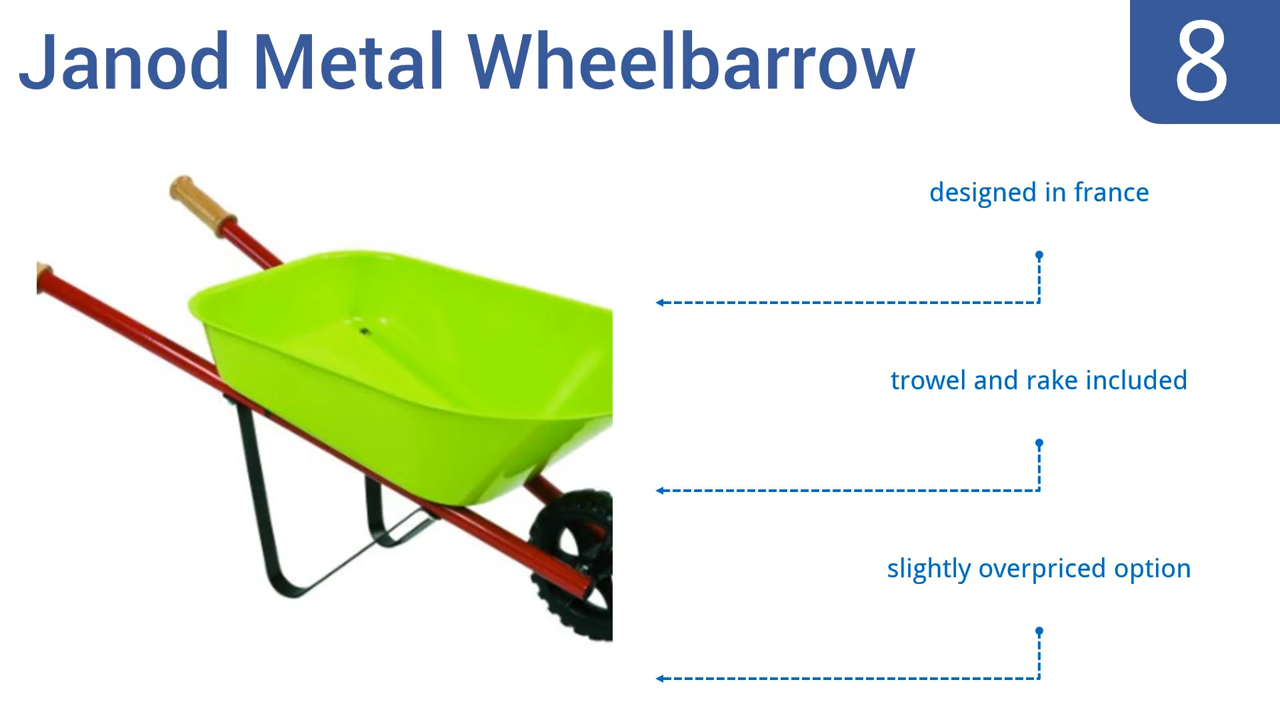 Janod Metal Wheelbarrow
8
designed in france
trowel and rake included
slightly overpriced option